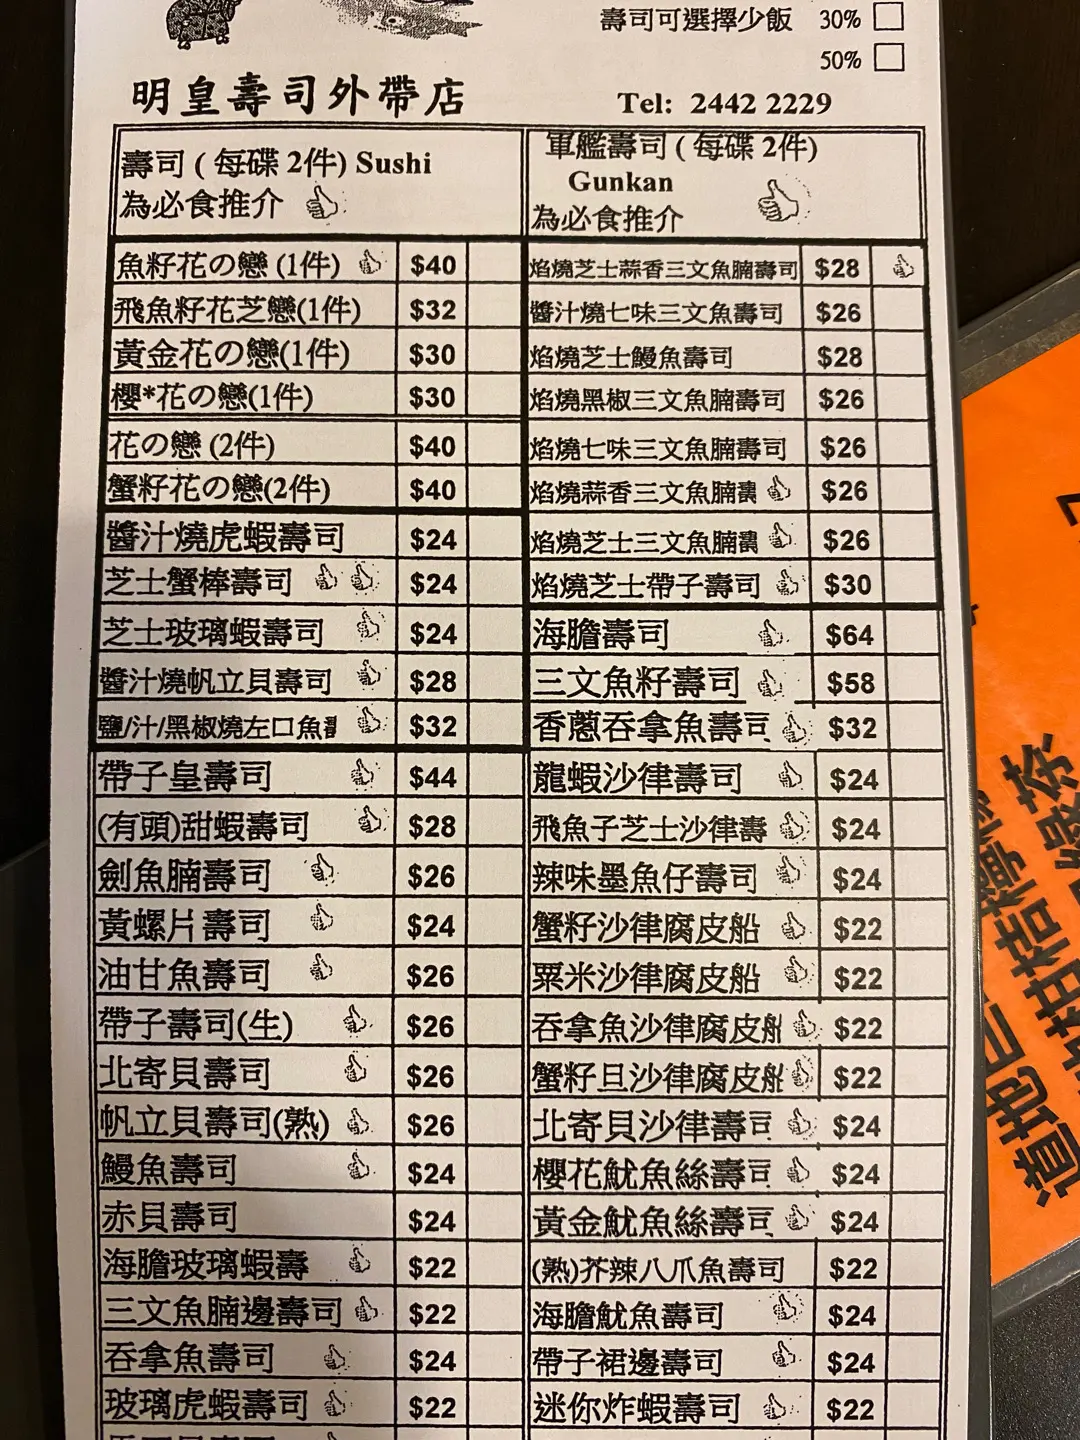 壽司可選擇少飯 30%
50%
明皇壽司外帶店
Tel: 2442 2229
壽司 ( 每碟 2件) Sushi
為必食推介
魚籽花の戀 (1件) $40
飛魚籽花芝戀(1件) $32
黃金花の戀(1件) $30
櫻*花の戀(1件) $30
花の戀 (2件) $40
蟹籽花の戀(2件) $40
醬汁燒虎蝦壽司 $24
芝士蟹棒壽司 $24
芝士玻璃蝦壽司 $24
醬汁燒帆立貝壽司 $28
鹽/汁/黑椒燒左口魚 $32
帶子皇壽司 $44
(有頭)甜蝦壽司 $28
劍魚腩壽司 $26
黃螺片壽司 $24
油甘魚壽司 $26
帶子壽司(生) $26
北寄貝壽司 $26
帆立貝壽司(熟) $26
鰻魚壽司 $24
赤貝壽司 $24
海膽玻璃蝦壽 $22
三文魚腩邊壽司 $22
吞拿魚壽司 $24
玻璃虎蝦壽司 $22
軍艦壽司 ( 每碟 2件)
Gunkan
為必食推介
焰燒芝士蒜香三文魚腩壽司 $28
醬汁燒七味三文魚壽司 $26
焰燒芝士鰻魚壽司 $28
焰燒黑椒三文魚腩壽司 $26
焰燒七味三文魚腩壽司 $26
焰燒蒜香三文魚腩 $26
焰燒芝士三文魚腩 $26
焰燒芝士帶子壽司 $30
海膽壽司 $64
三文魚籽壽司 $58
香蔥吞拿魚壽司 $32
龍蝦沙律壽司 $24
飛魚子芝士沙律壽 $24
辣味墨魚仔壽司 $24
蟹籽沙律腐皮船 $22
粟米沙律腐皮船 $22
吞拿魚沙律腐皮船 $22
蟹籽旦沙律腐皮船 $22
北寄貝沙律壽司 $24
櫻花魷魚絲壽司 $24
黃金魷魚絲壽司 $24
(熟)芥辣八爪魚壽司 $22
海膽魷魚壽司 $24
帶子裙邊壽司 $24
迷你炸蝦壽司 $22